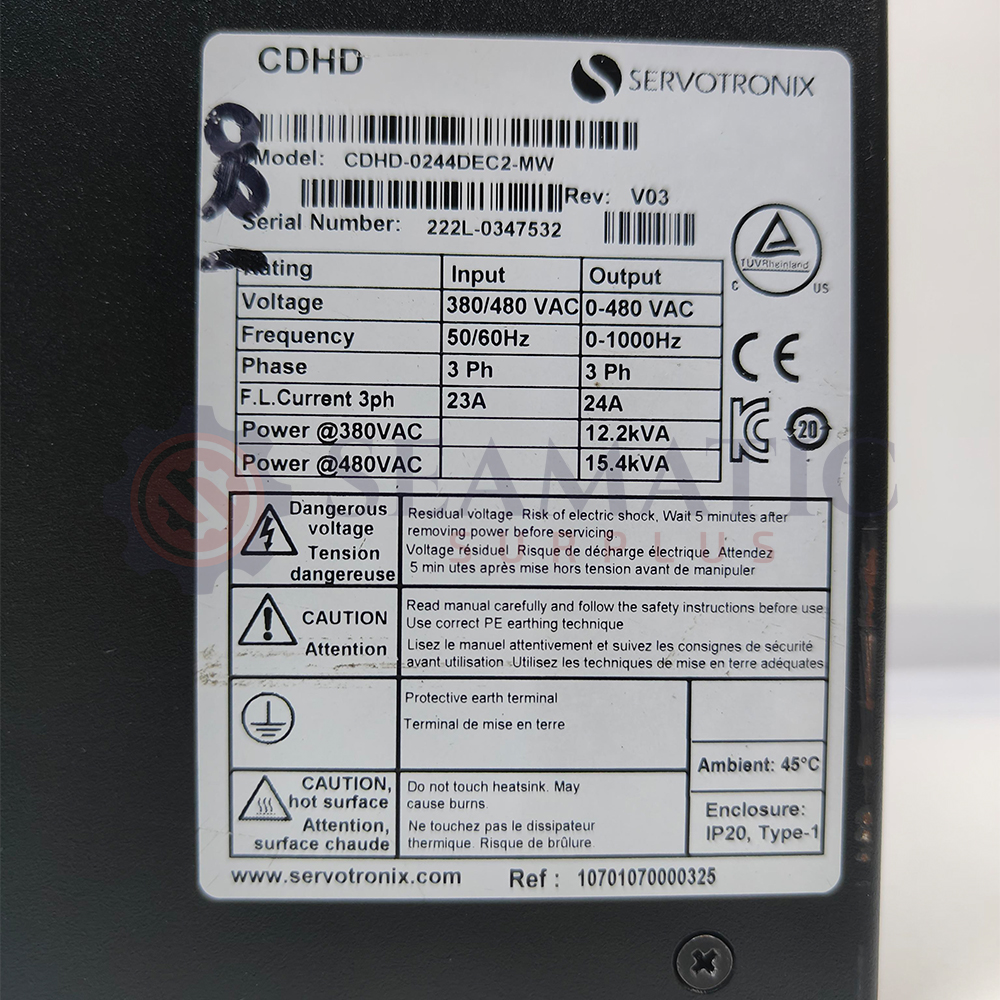 CDHD
SERVOTRONIX
Model: CDHD-0244DEC2-MW
Rev: V03
Serial Number: 222L-0347532
TÜVRheinland
C US
Rating Input Output
Voltage 380/480 VAC 0-480 VAC
Frequency 50/60Hz 0-1000Hz
Phase 3 Ph 3 Ph
F.L.Current 3ph 23A 24A
Power @380VAC 12.2kVA
Power @480VAC 15.4kVA
CE
20
SEAMATIC
SURPLUS
Dangerous
voltage
Tension
dangereuse
Residual voltage Risk of electric shock, Wait 5 minutes after
removing power before servicing
Voltage résiduel Risque de décharge électrique Attendez
5 min utes après mise hors tension avant de manipuler
CAUTION
Attention
Read manual carefully and follow the safety instructions before use
Use correct PE earthing technique
Lisez le manuel attentivement et suivez les consignes de sécurité
avant utilisation Utilisez les techniques de mise en terre adéquates
Protective earth terminal
Terminal de mise en terre
Ambient: 45°C
CAUTION,
hot surface
Attention,
surface chaude
Do not touch heatsink. May
cause burns.
Ne touchez pas le dissipateur
thermique. Risque de brûlure.
Enclosure:
IP20, Type-1
www.servotronix.com Ref : 10701070000325